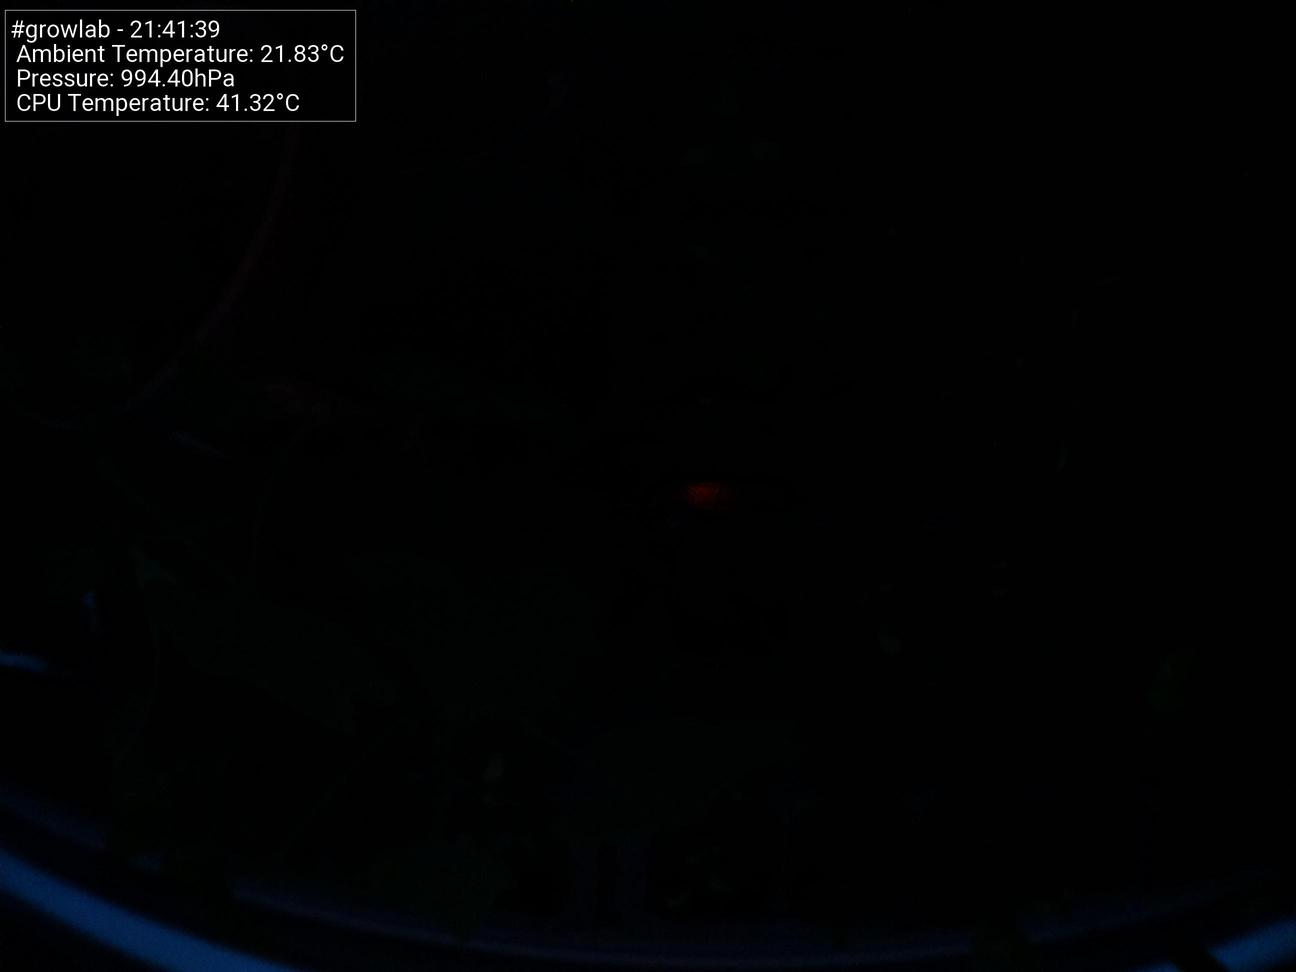 #growlab - 21:41:39
Ambient Temperature: 21.83°C
Pressure: 994.40hPa
CPU Temperature: 41.32°C